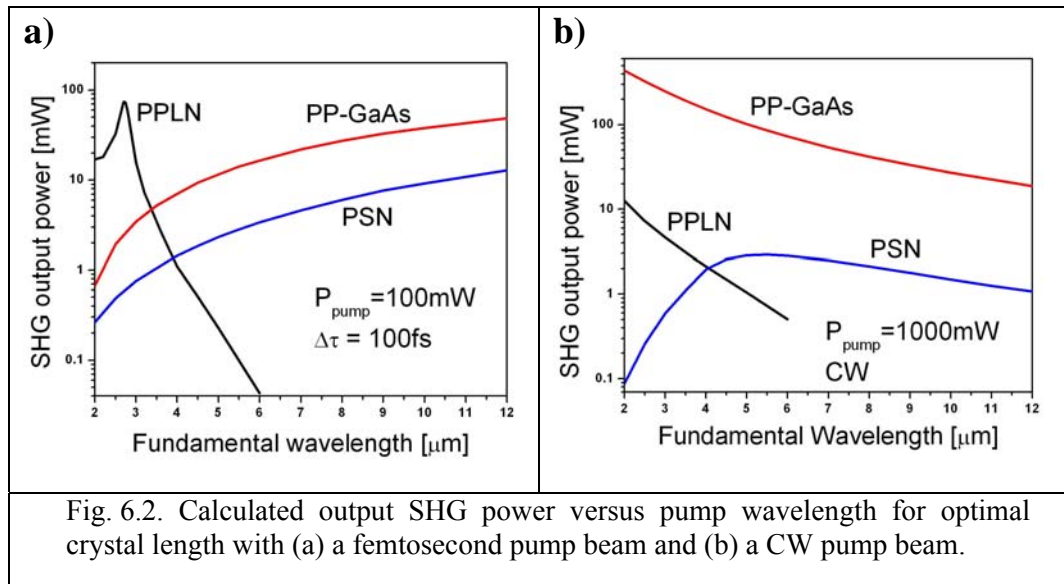 a)
100
10
1
0.1
SHG output power [mW]
PPLN
PP-GaAs
PSN
P_pump=100mW
Δτ = 100fs
2 3 4 5 6 7 8 9 10 11 12
Fundamental wavelength [μm]
b)
100
10
1
0.1
SHG output power [mW]
PP-GaAs
PPLN
PSN
P_pump=1000mW
CW
2 3 4 5 6 7 8 9 10 11 12
Fundamental Wavelength [μm]
Fig. 6.2. Calculated output SHG power versus pump wavelength for optimal
crystal length with (a) a femtosecond pump beam and (b) a CW pump beam.